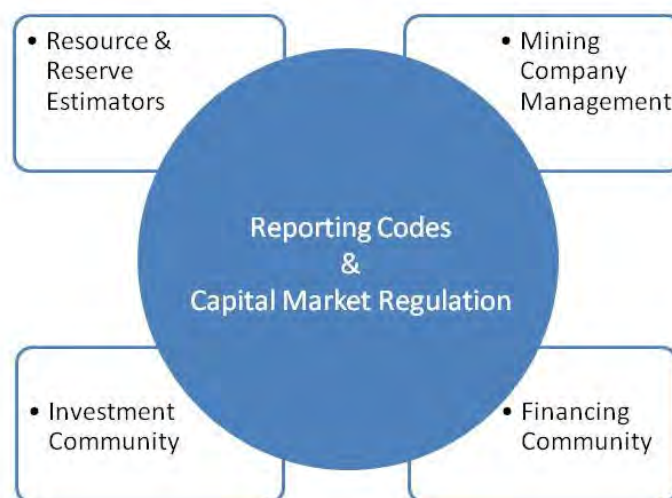 • Resource &
Reserve
Estimators
• Mining
Company
Management
Reporting Codes
&
Capital Market Regulation
• Investment
Community
• Financing
Community